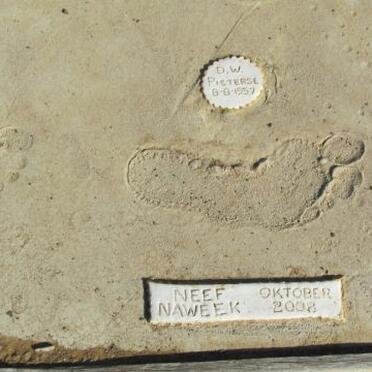 D.W.
PIETERSE
8-8-1957
NEEF OKTOBER
NAWEEK 2008